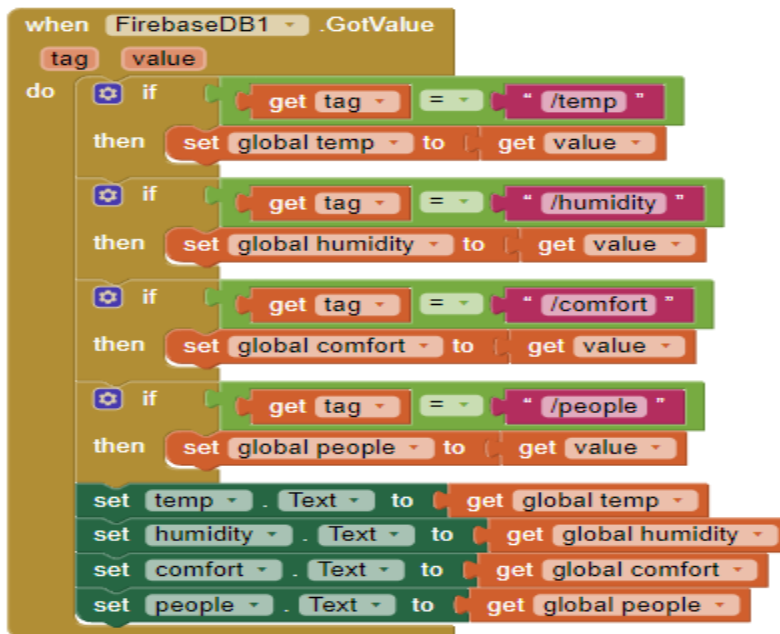 when FirebaseDB1 .GotValue
tag value
do if get tag = " /temp "
then set global temp to get value
if get tag = " /humidity "
then set global humidity to get value
if get tag = " /comfort "
then set global comfort to get value
if get tag = " /people "
then set global people to get value
set temp . Text to get global temp
set humidity . Text to get global humidity
set comfort . Text to get global comfort
set people . Text to get global people